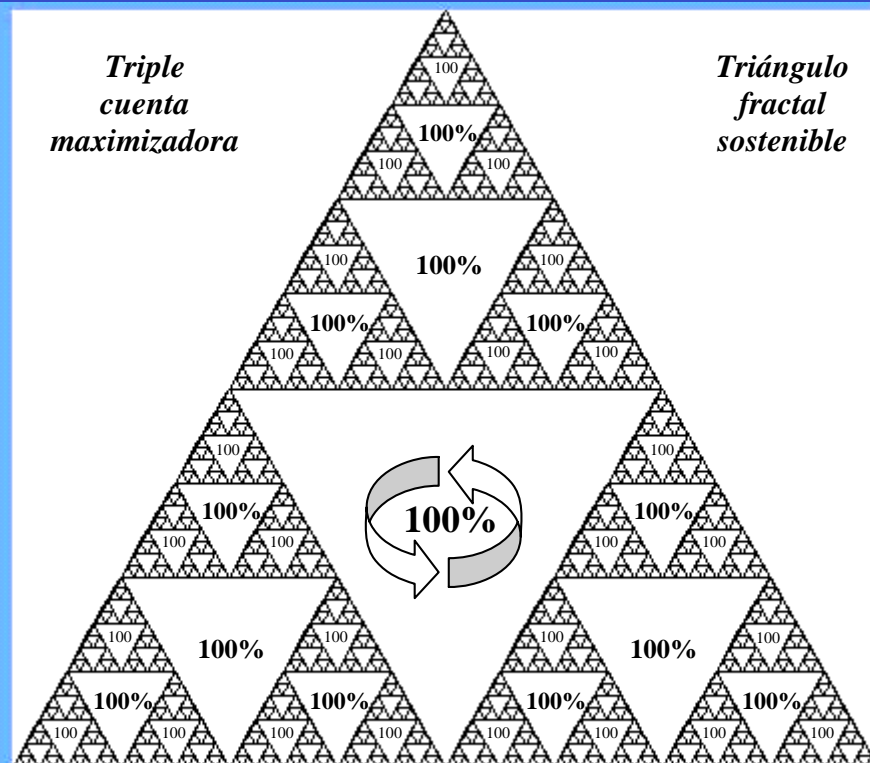 Triple
cuenta
maximizadora
Triángulo
fractal
sostenible
100
100%
100 100
100 100% 100
100% 100%
100 100 100 100
100 100
100% 100% 100%
100 100 100 100
100 100 100 100
100% 100%
100% 100% 100% 100%
100 100 100 100 100 100 100 100